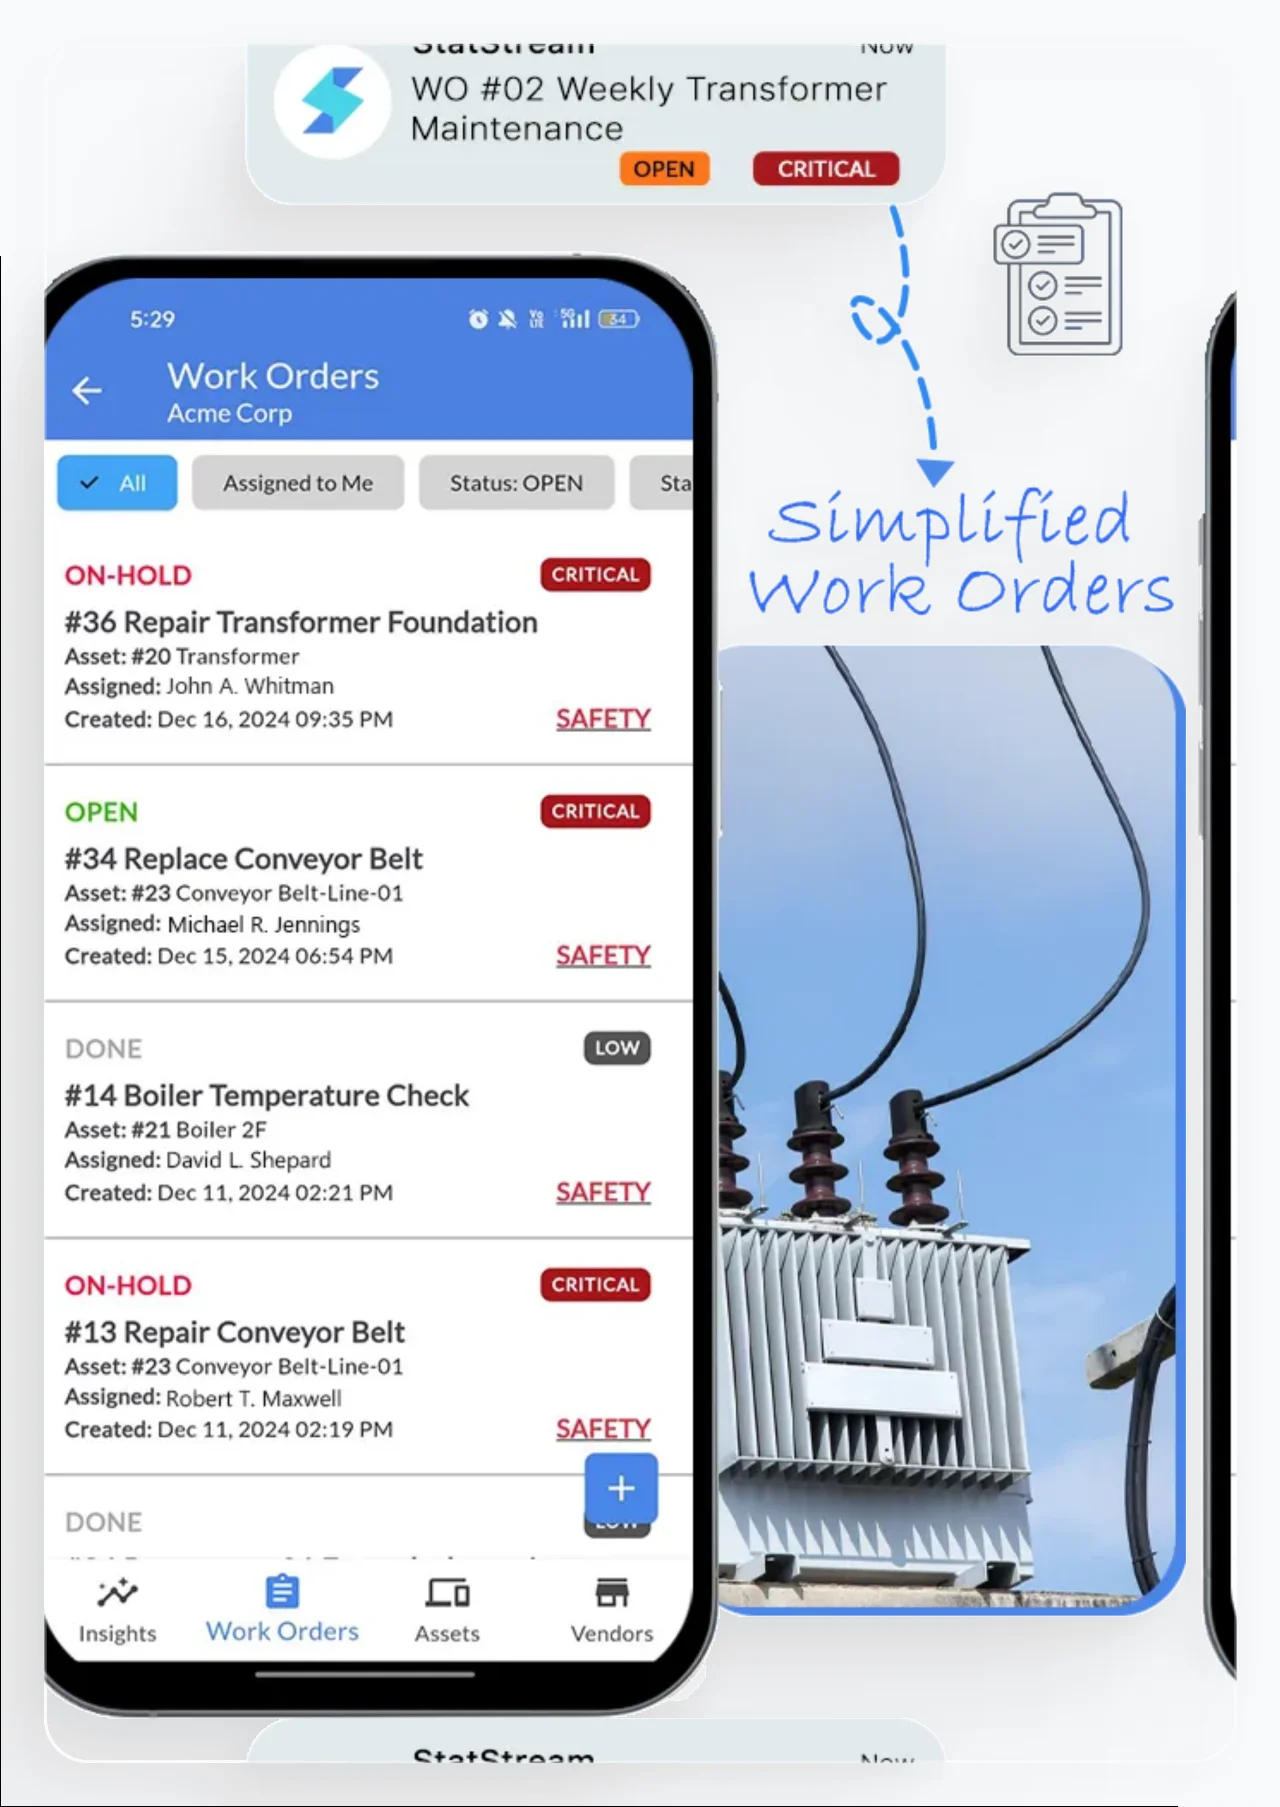 StatStream
Now
WO #02 Weekly Transformer
Maintenance
OPEN
CRITICAL
5:29
Vo
LTE
5G
34
Work Orders
Acme Corp
All
Assigned to Me
Status: OPEN
Sta
ON-HOLD
CRITICAL
#36 Repair Transformer Foundation
Asset: #20 Transformer
Assigned: John A. Whitman
Created: Dec 16, 2024 09:35 PM
SAFETY
OPEN
CRITICAL
#34 Replace Conveyor Belt
Asset: #23 Conveyor Belt-Line-01
Assigned: Michael R. Jennings
Created: Dec 15, 2024 06:54 PM
SAFETY
DONE
LOW
#14 Boiler Temperature Check
Asset: #21 Boiler 2F
Assigned: David L. Shepard
Created: Dec 11, 2024 02:21 PM
SAFETY
ON-HOLD
CRITICAL
#13 Repair Conveyor Belt
Asset: #23 Conveyor Belt-Line-01
Assigned: Robert T. Maxwell
Created: Dec 11, 2024 02:19 PM
SAFETY
DONE
LOW
+
Insights
Work Orders
Assets
Vendors
Simplified
Work Orders
StatStream
Now